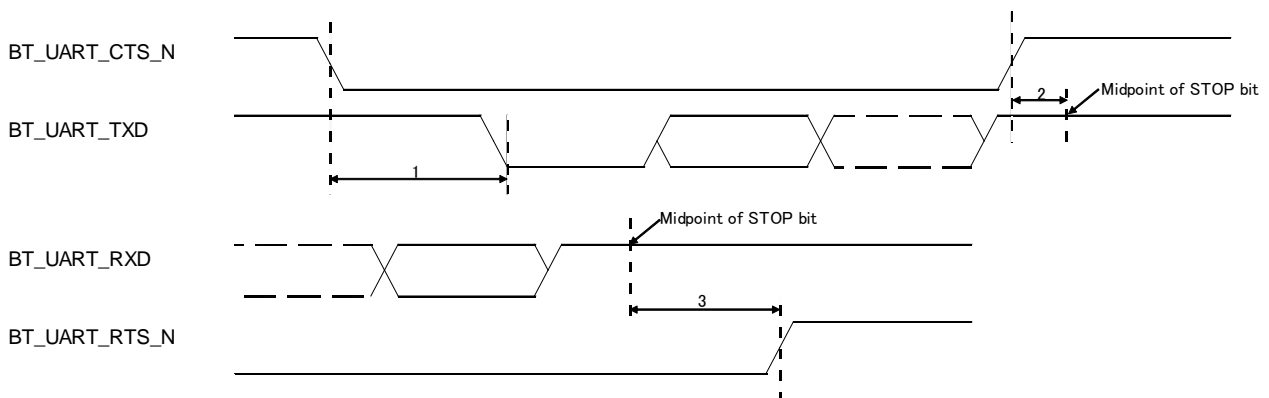 BT_UART_CTS_N
2
Midpoint of STOP bit
BT_UART_TXD
1
Midpoint of STOP bit
BT_UART_RXD
3
BT_UART_RTS_N